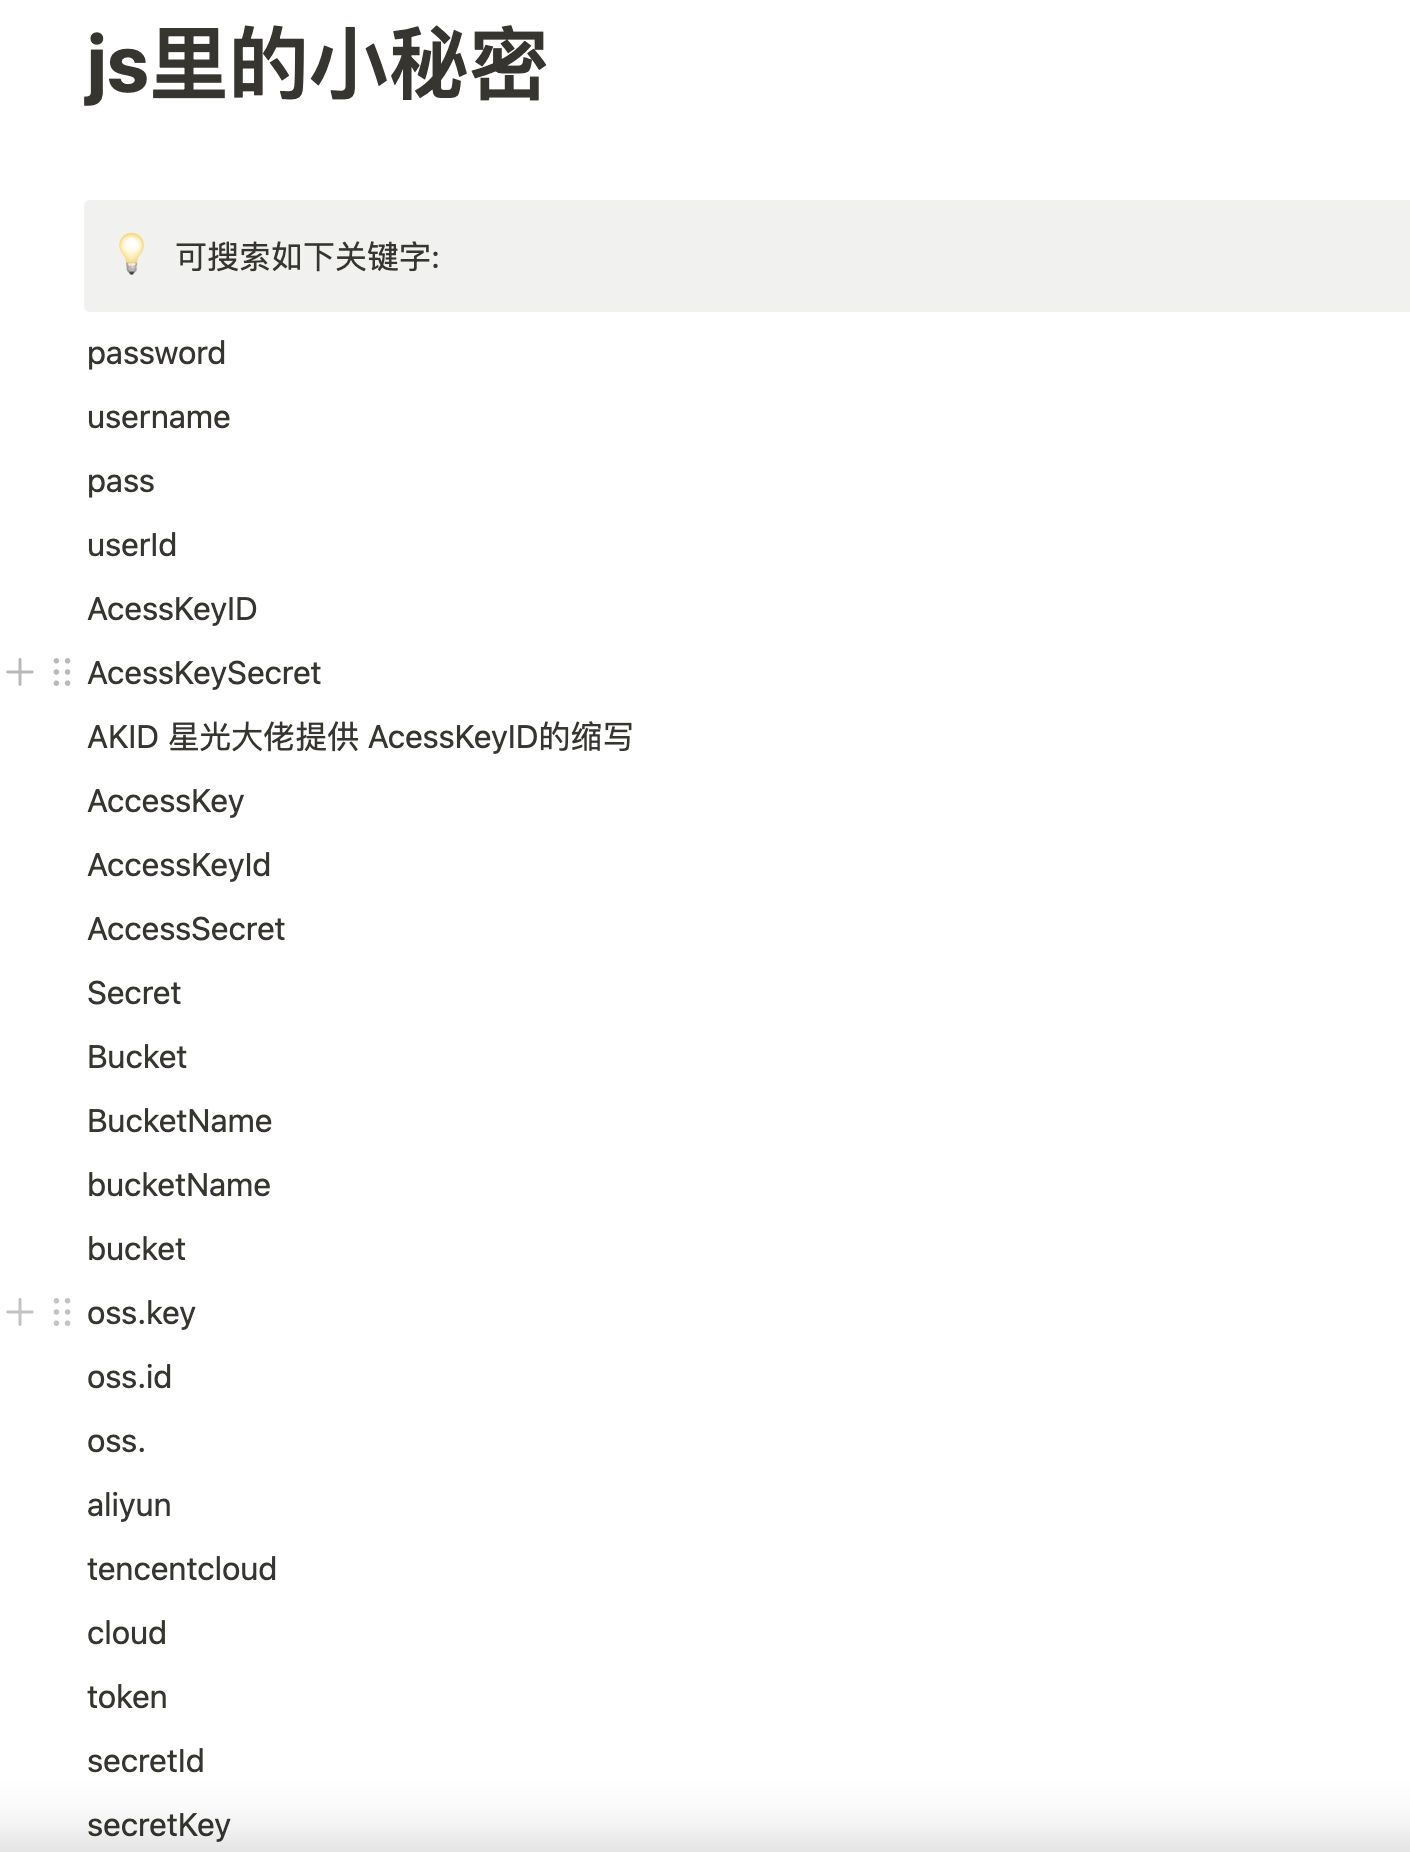 js里的小秘密
可搜索如下关键字:
password
username
pass
userId
AcessKeyID
AcessKeySecret
AKID 星光大佬提供 AcessKeyID的缩写
AccessKey
AccessKeyId
AccessSecret
Secret
Bucket
BucketName
bucketName
bucket
oss.key
oss.id
oss.
aliyun
tencentcloud
cloud
token
secretId
secretKey